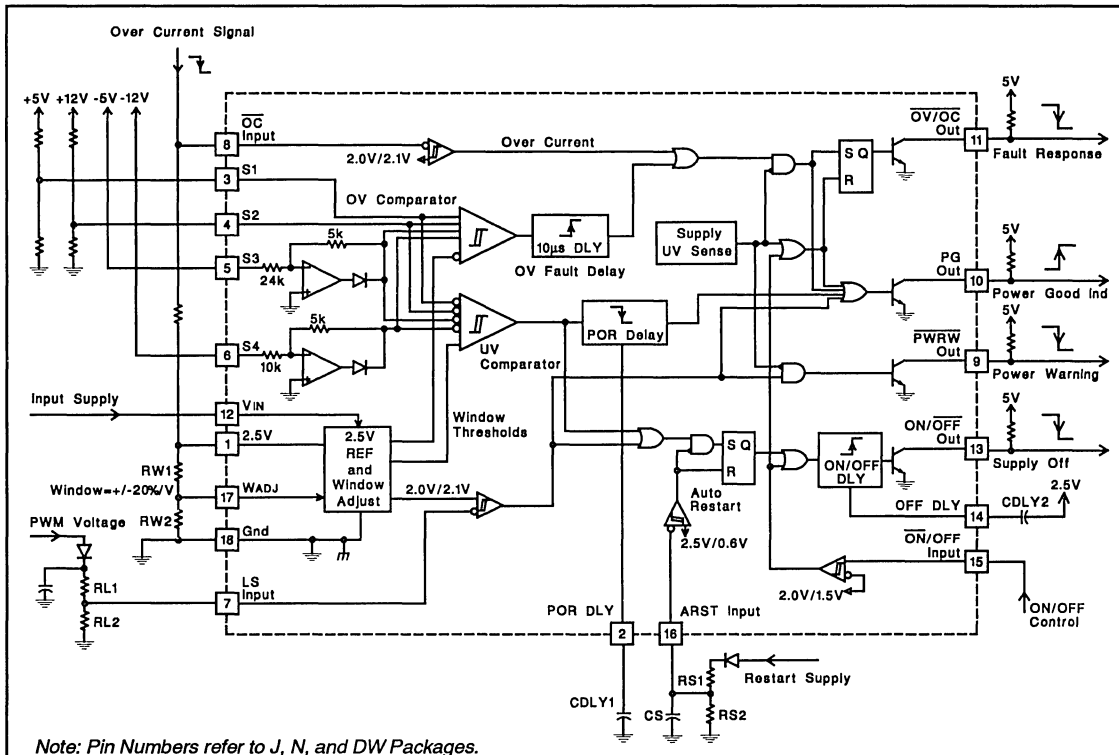 Over Current Signal
+5V
+12V
-5V
-12V
OC
Input
8
2.0V/2.1V
Over Current
S Q
R
OV/OC
Out
11
5V
Fault Response
S1
3
OV Comparator
S2
4
5k
10µs DLY
OV Fault Delay
Supply
UV Sense
S3
5
24k
PG
Out
10
5V
Power Good Ind
5k
POR Delay
S4
6
10k
UV
Comparator
PWRW
Out
9
5V
Power Warning
Input Supply
12
VIN
Window
Thresholds
1
2.5V
2.5V
REF
and
Window
Adjust
S Q
R
ON/OFF
DLY
ON/OFF
Out
13
5V
Supply Off
RW1
Window=+/-20%/V
17
WADJ
2.0V/2.1V
Auto
Restart
OFF DLY
14
CDLY2
2.5V
RW2
PWM Voltage
18
Gnd
2.5V/0.6V
ON/OFF
Input
15
LS
Input
7
RL1
RL2
2.0V/1.5V
POR DLY
ARST Input
2
16
ON/OFF
Control
CDLY1
CS
RS1
RS2
Restart Supply
Note: Pin Numbers refer to J, N, and DW Packages.